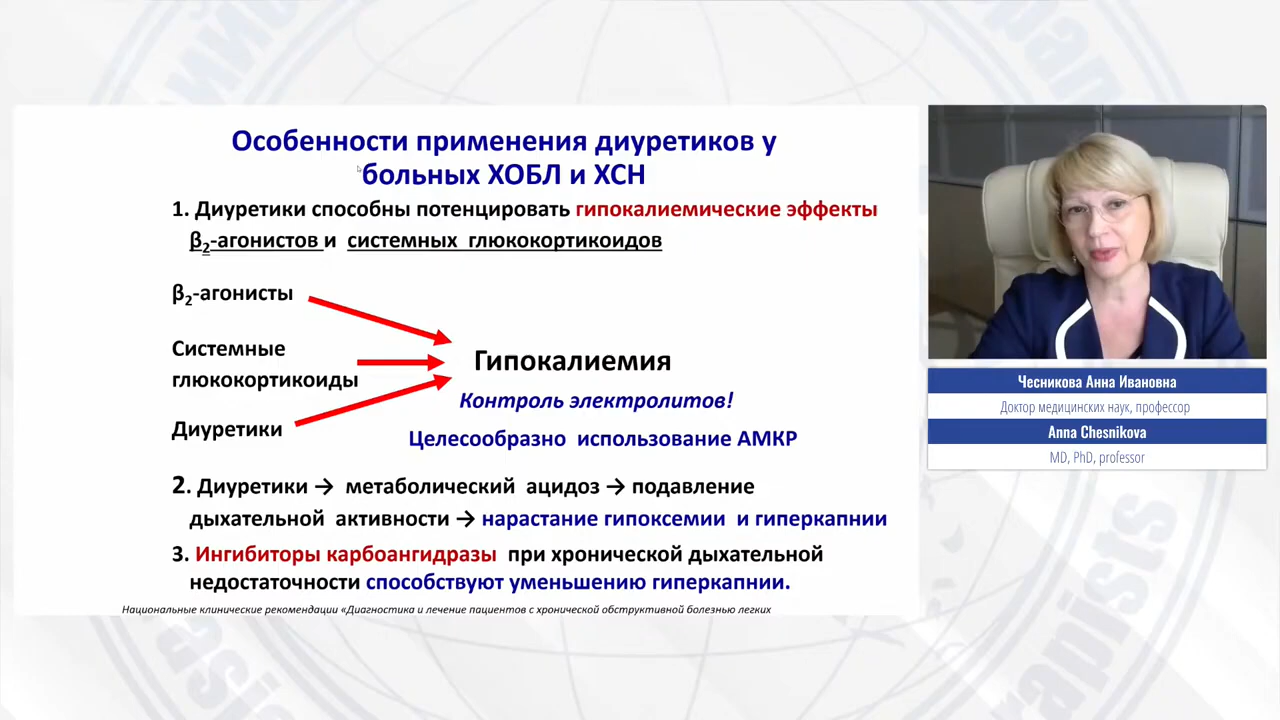 Особенности применения диуретиков у
больных ХОБЛ и ХСН
1. Диуретики способны потенцировать гипокалиемические эффекты
β2-агонистов и системных глюкокортикоидов
β2-агонисты
Системные
глюкокортикоиды
Диуретики
Гипокалиемия
Контроль электролитов!
Целесообразно использование АМКР
2. Диуретики → метаболический ацидоз → подавление
дыхательной активности → нарастание гипоксемии и гиперкапнии
3. Ингибиторы карбоангидразы при хронической дыхательной
недостаточности способствуют уменьшению гиперкапнии.
Национальные клинические рекомендации «Диагностика и лечение пациентов с хронической обструктивной болезнью легких
Чесникова Анна Ивановна
Доктор медицинских наук, профессор
Anna Chesnikova
MD, PhD, professor